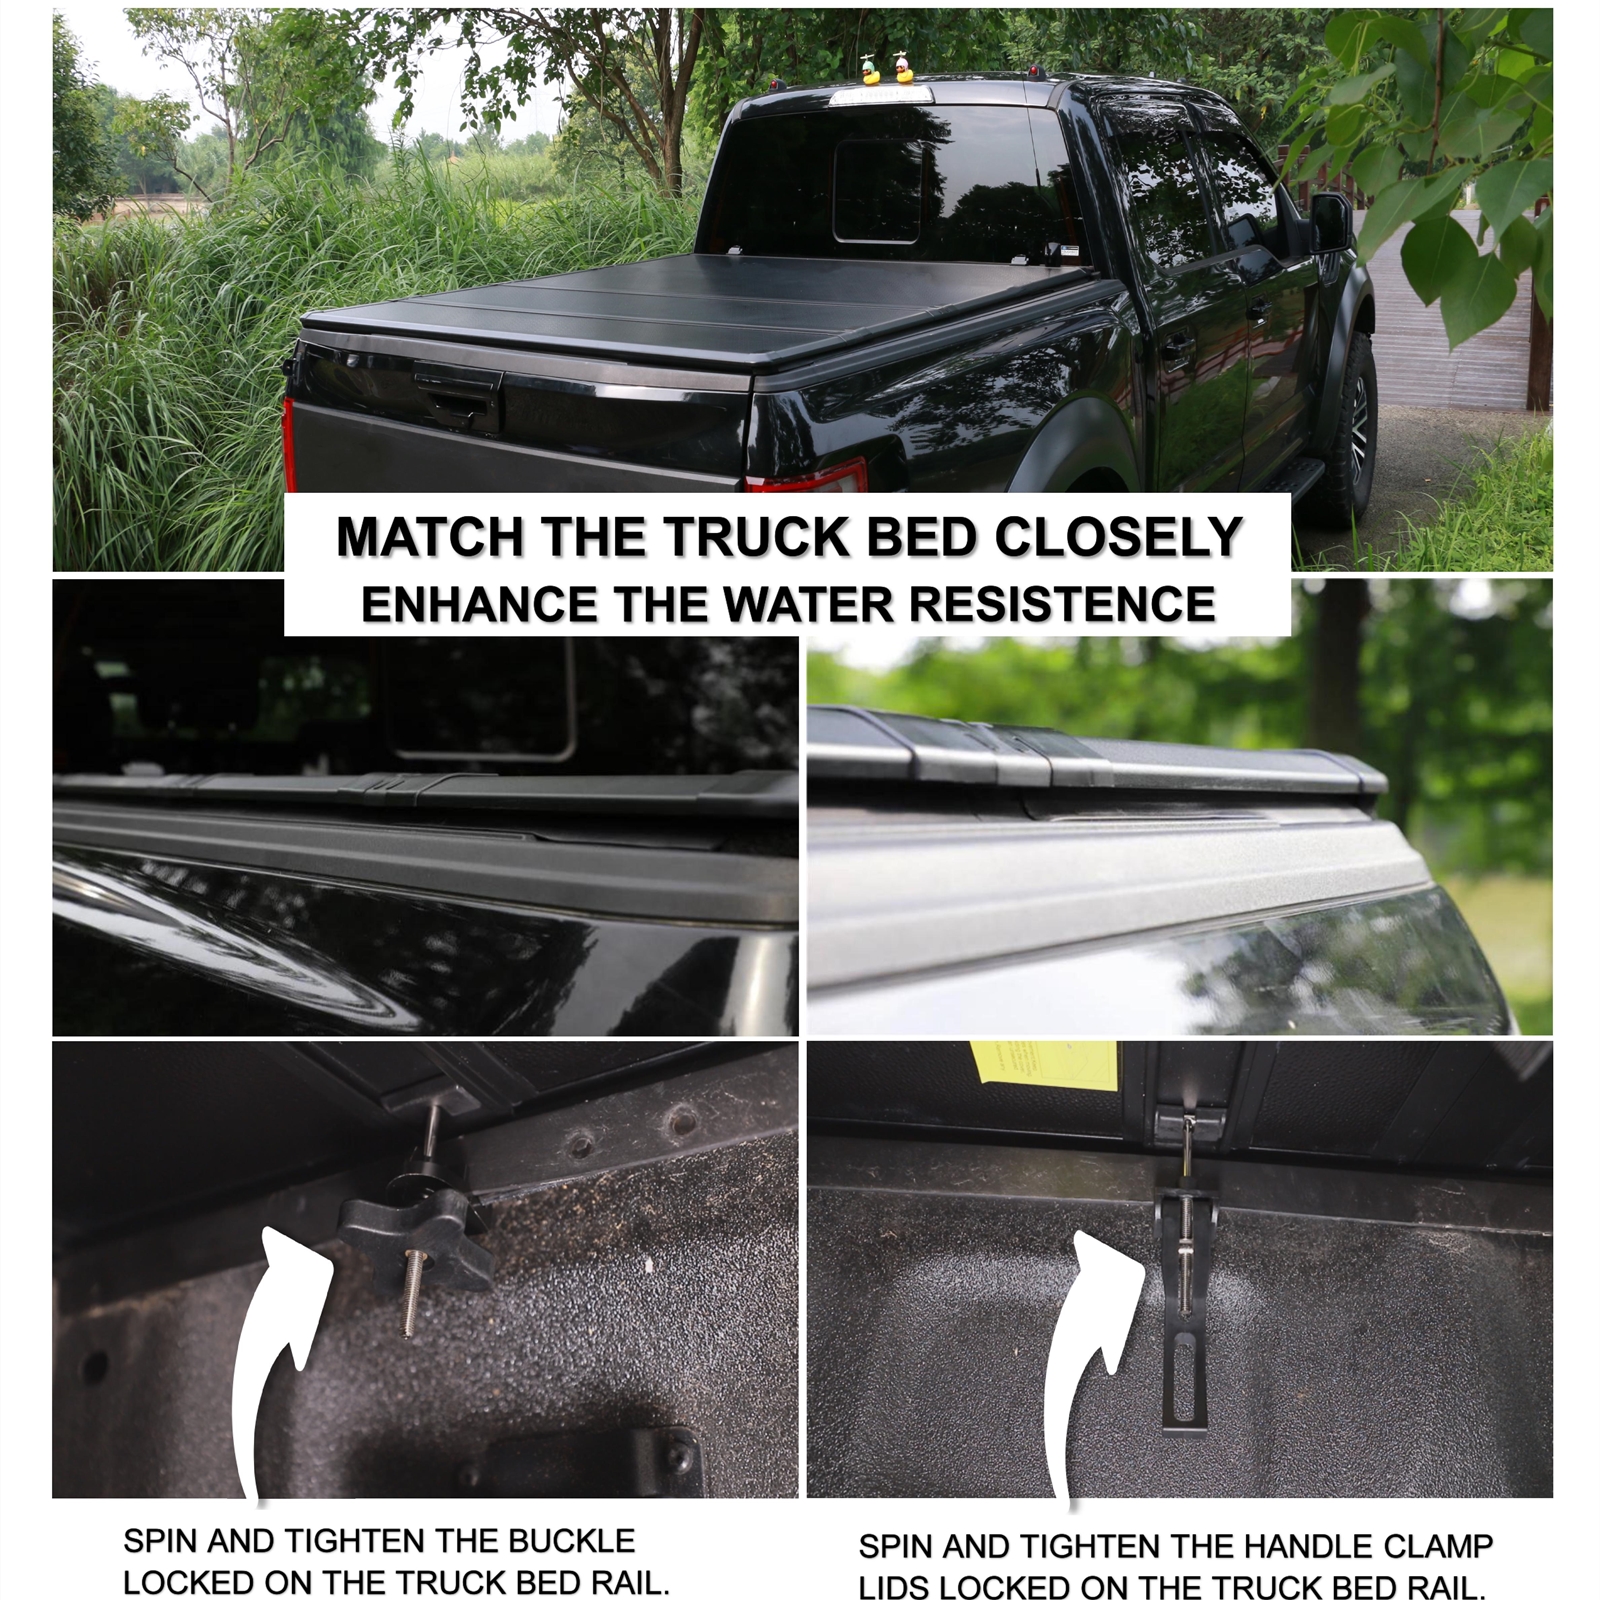 MATCH THE TRUCK BED CLOSELY
ENHANCE THE WATER RESISTENCE
SPIN AND TIGHTEN THE BUCKLE
LOCKED ON THE TRUCK BED RAIL.
SPIN AND TIGHTEN THE HANDLE CLAMP
LIDS LOCKED ON THE TRUCK BED RAIL.